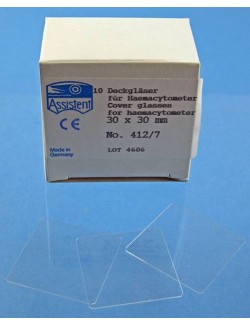 10 Deckgläser
für Haemacytometer
Cover glasses
for haemacytometer
30 x 30 mm
No. 412/7
LOT 4606
Assistent
CE
Made in
Germany